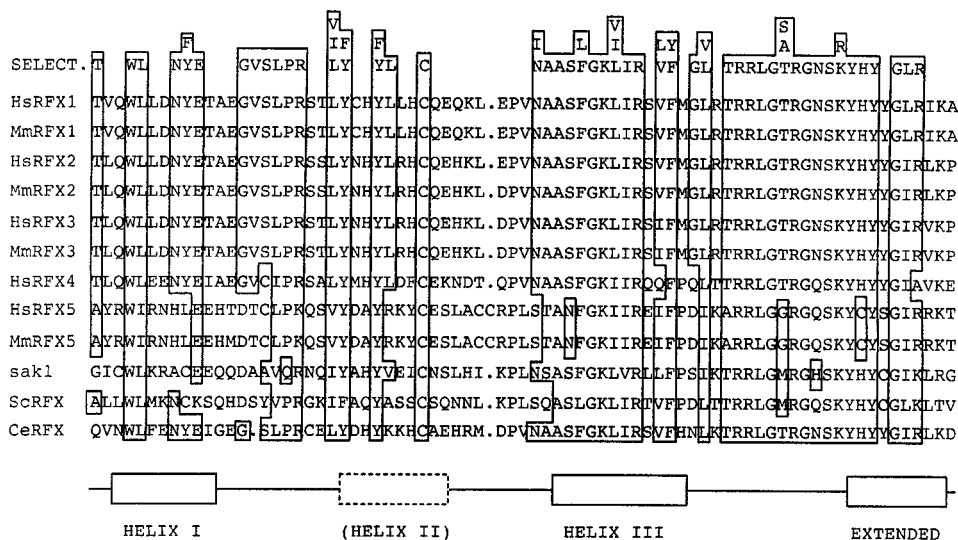 V S
F IF F I L I LY V A R
SELECT. T WL NYE GVSLPR LY YL C NAASFGKLIR VF GL TRRLGTRGNSKYHY GLR
HsRFX1 TVQWLLDNYETAEGVSLPRSTLYCHYLLHCQEQKL.EPVNAASFGKLIRSVFMGLRTRRLGTRGNSKYHYYGLRIKA
MmRFX1 TVQWLLDNYETAEGVSLPRSTLYCHYLLHCQEQKL.EPVNAASFGKLIRSVFMGLRTRRLGTRGNSKYHYYGLRIKA
HsRFX2 TLQWLLDNYETAEGVSLPRSSLYNHYLRHCQEHKL.DPVNAASFGKLIRSVFMGLRTRRLGTRGNSKYHYYGIRLKP
MmRFX2 TLQWLLDNYETAEGVSLPRSSLYNHYLRHCQEHKL.DPVNAASFGKLIRSVFMGLRTRRLGTRGNSKYHYYGIRLKP
HsRFX3 TLQWLLDNYETAEGVSLPRSTLYNHYLRHCQEHKL.DPVNAASFGKLIRSIFMGLRTRRLGTRGNSKYHYYGIRVKP
MmRFX3 TLQWLLDNYETAEGVSLPRSTLYNHYLRHCQEHKL.DPVNAASFGKLIRSIFMGLRTRRLGTRGNSKYHYYGIRVKP
HsRFX4 TLQWLEENYEIAEGVCIPRSALYMHYLDFCEKNDT.QPVNAASFGKIIRQQFPQLTTRRLGTRGQSKYHYYGIAVKE
HsRFX5 AYRWIRNHLEEHTDTCLPKQSVYDAYRKYCESLACCRPLSTANFGKIIREIFPDIKARRLGGRGQSKYCYSGIRRKT
MmRFX5 AYRWIRNHLEEHMDTCLPKQSVYDAYRKYCESLACCRPLSTANFGKIIREIFPDIKARRLGGRGQSKYCYSGIRRKT
sak1 GICWLKRACEEQQDAAVQRNQIYAHYVEICNSLHI.KPLNSASFGKLVRLLFPSIKTRRLGMRGHSKYHYCGIKLRG
ScRFX ALLWLMKNCKSQHDSYVPRGKIFAQYASSCSQNNL.KPLSQASLGKLIRTVFPDLTTRRLGMRGQSKYHYCGLKLTV
CeRFX QVNWLFENYEIGEG.SLPRCELYDHYKKHCAEHRM.DPVNAASFGKLIRSVFHNLKTRRLGTRGNSKYHYYGIRLKD
HELIX I (HELIX II) HELIX III EXTENDED